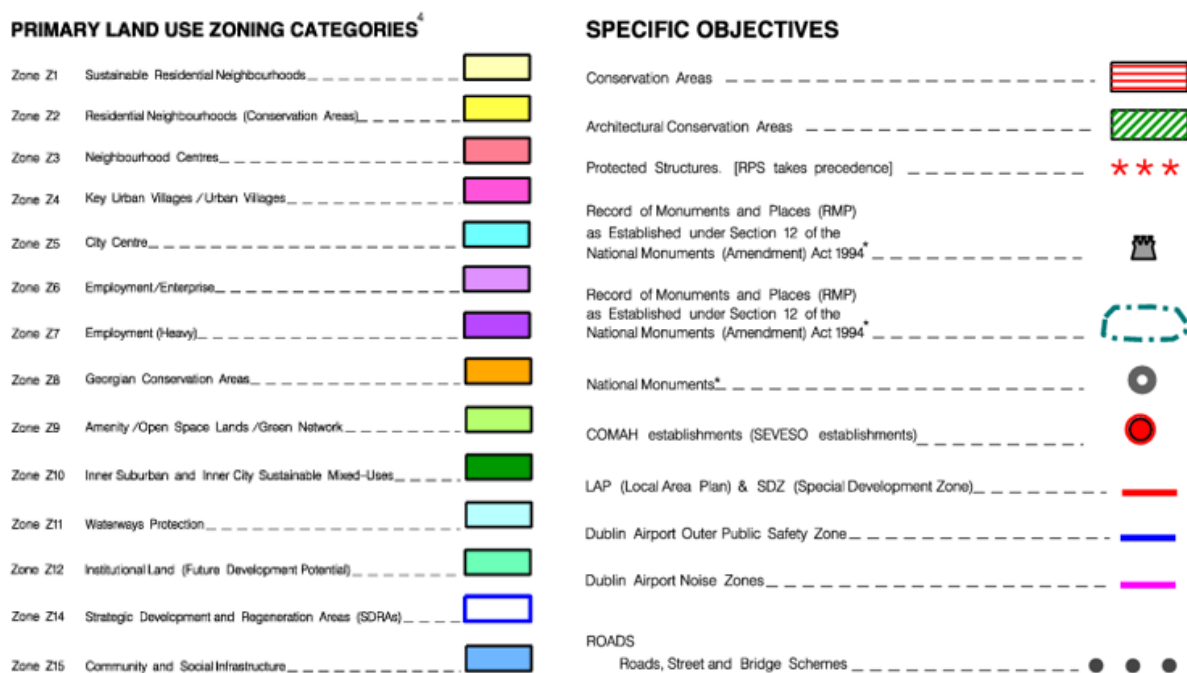 PRIMARY LAND USE ZONING CATEGORIES4
Zone Z1 Sustainable Residential Neighbourhoods
Zone Z2 Residential Neighbourhoods (Conservation Areas)
Zone Z3 Neighbourhood Centres
Zone Z4 Key Urban Villages / Urban Villages
Zone Z5 City Centre
Zone Z6 Employment/Enterprise
Zone Z7 Employment (Heavy)
Zone Z8 Georgian Conservation Areas
Zone Z9 Amenity /Open Space Lands /Green Network
Zone Z10 Inner Suburban and Inner City Sustainable Mixed-Uses
Zone Z11 Waterways Protection
Zone Z12 Institutional Land (Future Development Potential)
Zone Z14 Strategic Development and Regeneration Areas (SDRAs)
Zone Z15 Community and Social Infrastructure
SPECIFIC OBJECTIVES
Conservation Areas
Architectural Conservation Areas
Protected Structures. [RPS takes precedence]
Record of Monuments and Places (RMP)
as Established under Section 12 of the
National Monuments (Amendment) Act 1994*
Record of Monuments and Places (RMP)
as Established under Section 12 of the
National Monuments (Amendment) Act 1994*
National Monuments*
COMAH establishments (SEVESO establishments)
LAP (Local Area Plan) & SDZ (Special Development Zone)
Dublin Airport Outer Public Safety Zone
Dublin Airport Noise Zones
ROADS
Roads, Street and Bridge Schemes